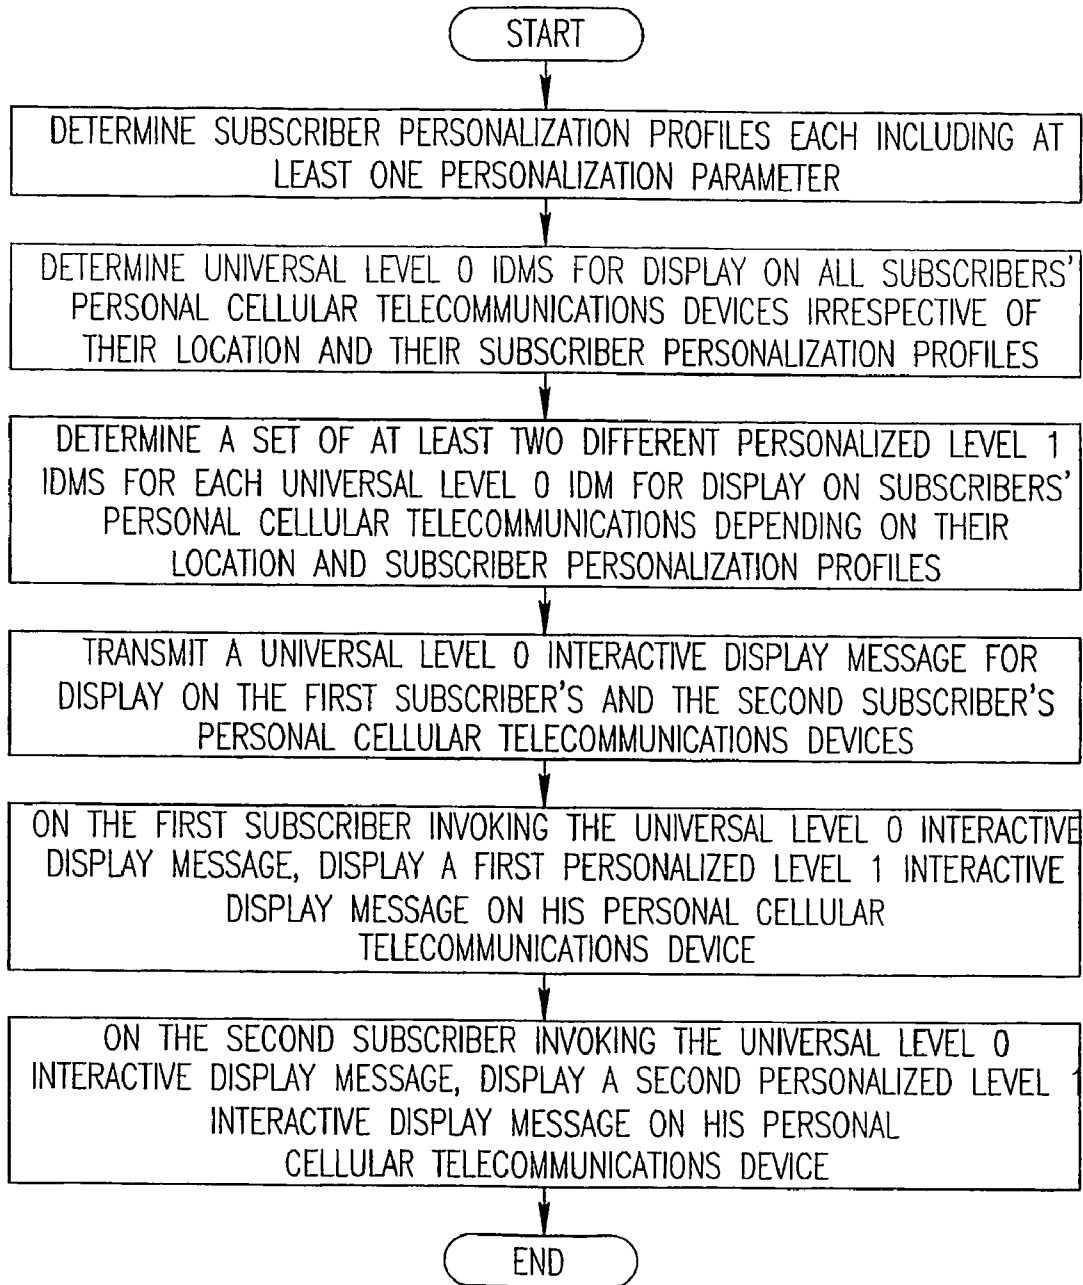 START
DETERMINE SUBSCRIBER PERSONALIZATION PROFILES EACH INCLUDING AT
LEAST ONE PERSONALIZATION PARAMETER
DETERMINE UNIVERSAL LEVEL 0 IDMS FOR DISPLAY ON ALL SUBSCRIBERS'
PERSONAL CELLULAR TELECOMMUNICATIONS DEVICES IRRESPECTIVE OF
THEIR LOCATION AND THEIR SUBSCRIBER PERSONALIZATION PROFILES
DETERMINE A SET OF AT LEAST TWO DIFFERENT PERSONALIZED LEVEL 1
IDMS FOR EACH UNIVERSAL LEVEL 0 IDM FOR DISPLAY ON SUBSCRIBERS'
PERSONAL CELLULAR TELECOMMUNICATIONS DEPENDING ON THEIR
LOCATION AND SUBSCRIBER PERSONALIZATION PROFILES
TRANSMIT A UNIVERSAL LEVEL 0 INTERACTIVE DISPLAY MESSAGE FOR
DISPLAY ON THE FIRST SUBSCRIBER'S AND THE SECOND SUBSCRIBER'S
PERSONAL CELLULAR TELECOMMUNICATIONS DEVICES
ON THE FIRST SUBSCRIBER INVOKING THE UNIVERSAL LEVEL 0 INTERACTIVE
DISPLAY MESSAGE, DISPLAY A FIRST PERSONALIZED LEVEL 1 INTERACTIVE
DISPLAY MESSAGE ON HIS PERSONAL CELLULAR
TELECOMMUNICATIONS DEVICE
ON THE SECOND SUBSCRIBER INVOKING THE UNIVERSAL LEVEL 0
INTERACTIVE DISPLAY MESSAGE, DISPLAY A SECOND PERSONALIZED LEVEL 1
INTERACTIVE DISPLAY MESSAGE ON HIS PERSONAL
CELLULAR TELECOMMUNICATIONS DEVICE
END